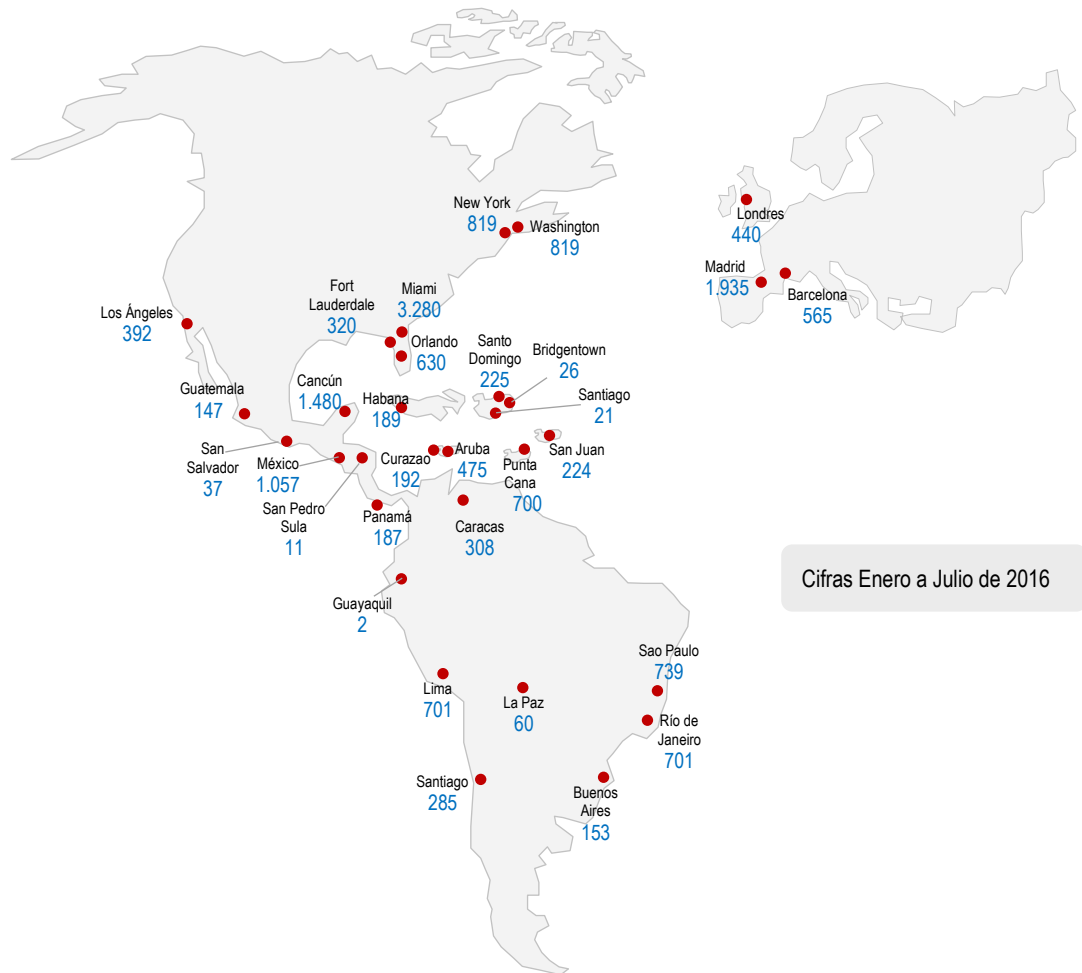 New York
819
Washington
819
Londres
440
Madrid
1.935
Barcelona
565
Fort
Lauderdale
320
Miami
3.280
Los Ángeles
392
Orlando
630
Santo
Domingo
225
Bridgentown
26
Guatemala
147
Cancún
1.480
Habana
189
Santiago
21
San
Salvador
37
México
1.057
Curazao
192
Aruba
475
Punta
Cana
700
San Juan
224
San Pedro
Sula
11
Panamá
187
Caracas
308
Cifras Enero a Julio de 2016
Guayaquil
2
Sao Paulo
739
Lima
701
La Paz
60
Río de
Janeiro
701
Santiago
285
Buenos
Aires
153